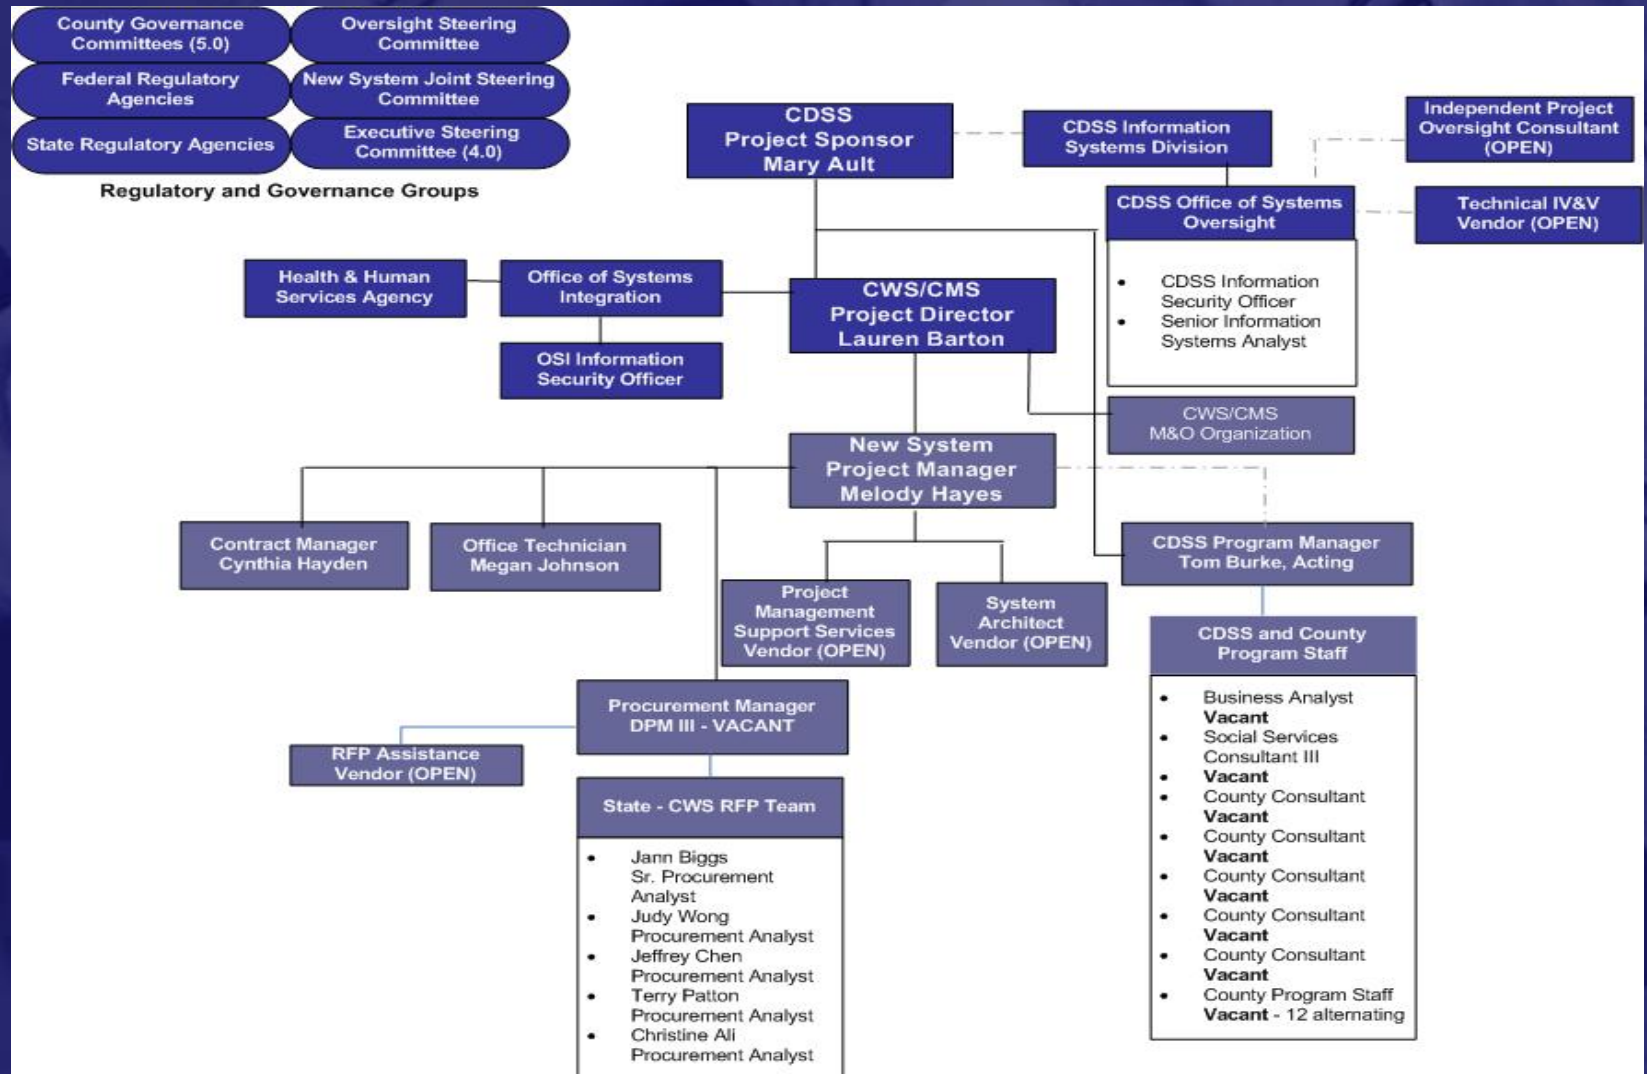 County Governance
Committees (5.0)
Oversight Steering
Committee
Federal Regulatory
Agencies
New System Joint Steering
Committee
State Regulatory Agencies
Executive Steering
Committee (4.0)
Regulatory and Governance Groups
CDSS
Project Sponsor
Mary Ault
CDSS Information
Systems Division
Independent Project
Oversight Consultant
(OPEN)
CDSS Office of Systems
Oversight
Technical IV&V
Vendor (OPEN)
• CDSS Information
Security Officer
• Senior Information
Systems Analyst
Health & Human
Services Agency
Office of Systems
Integration
CWS/CMS
Project Director
Lauren Barton
OSI Information
Security Officer
CWS/CMS
M&O Organization
New System
Project Manager
Melody Hayes
Contract Manager
Cynthia Hayden
Office Technician
Megan Johnson
CDSS Program Manager
Tom Burke, Acting
Project
Management
Support Services
Vendor (OPEN)
System
Architect
Vendor (OPEN)
CDSS and County
Program Staff
• Business Analyst
Vacant
• Social Services
Consultant III
• Vacant
• County Consultant
Vacant
• County Consultant
Vacant
• County Consultant
Vacant
• County Consultant
Vacant
• County Consultant
Vacant
• County Program Staff
Vacant - 12 alternating
Procurement Manager
DPM III - VACANT
RFP Assistance
Vendor (OPEN)
State - CWS RFP Team
• Jann Biggs
Sr. Procurement
Analyst
• Judy Wong
Procurement Analyst
• Jeffrey Chen
Procurement Analyst
• Terry Patton
Procurement Analyst
• Christine Ali
Procurement Analyst